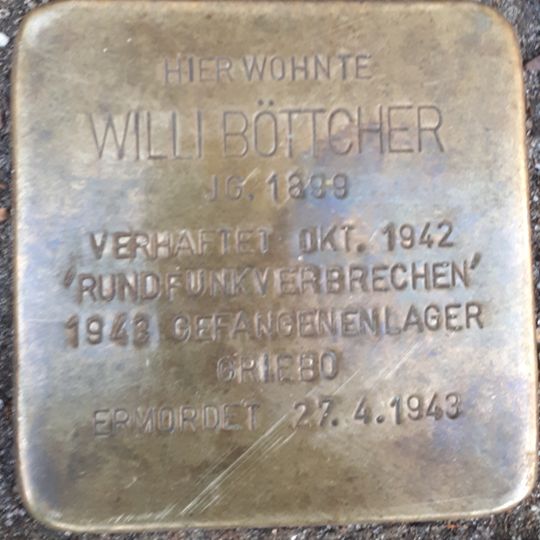 HIER WOHNTE
WILLI BÖTTCHER
JG. 1899
VERHAFTET OKT. 1942
'RUNDFUNKVERBRECHEN'
1943 GEFANGENENLAGER
GRIEBO
ERMORDET 27.4.1943